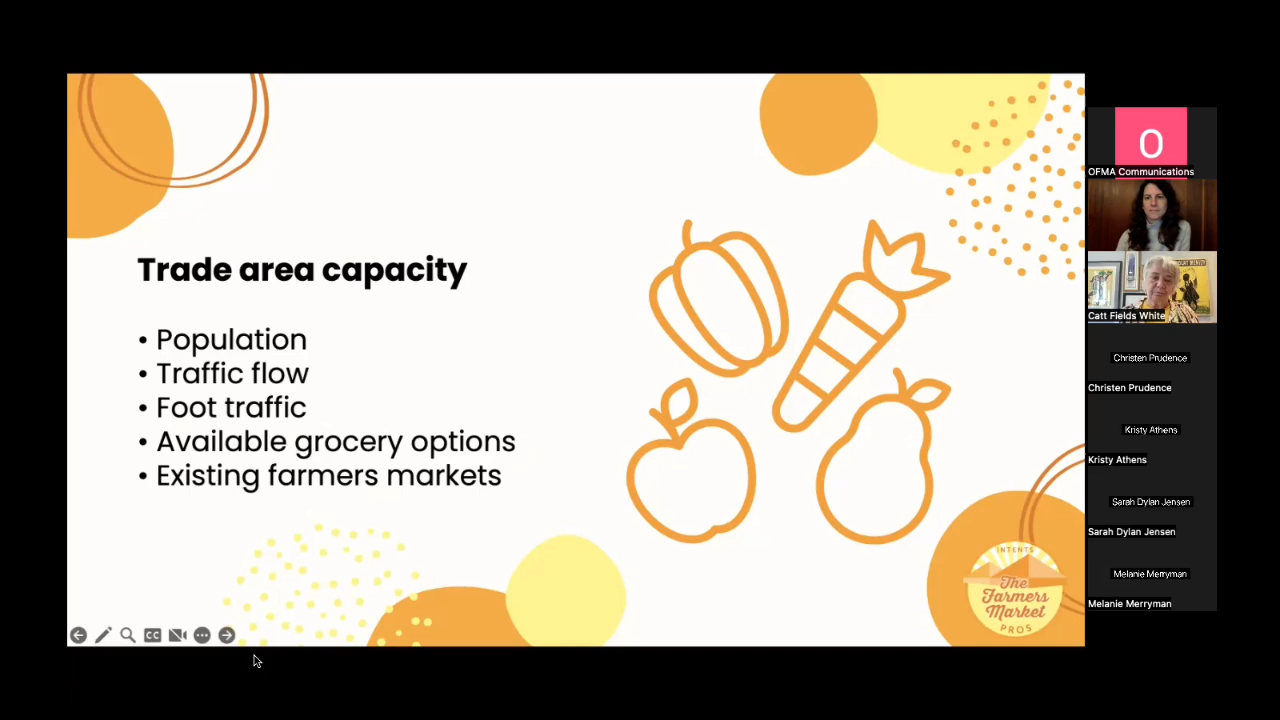 Trade area capacity
• Population
• Traffic flow
• Foot traffic
• Available grocery options
• Existing farmers markets
INTENTS
The
Farmers
Market
PROS
CC
O
OFMA Communications
Catt Fields White
Christen Prudence
Christen Prudence
Kristy Athens
Kristy Athens
Sarah Dylan Jensen
Sarah Dylan Jensen
Melanie Merryman
Melanie Merryman